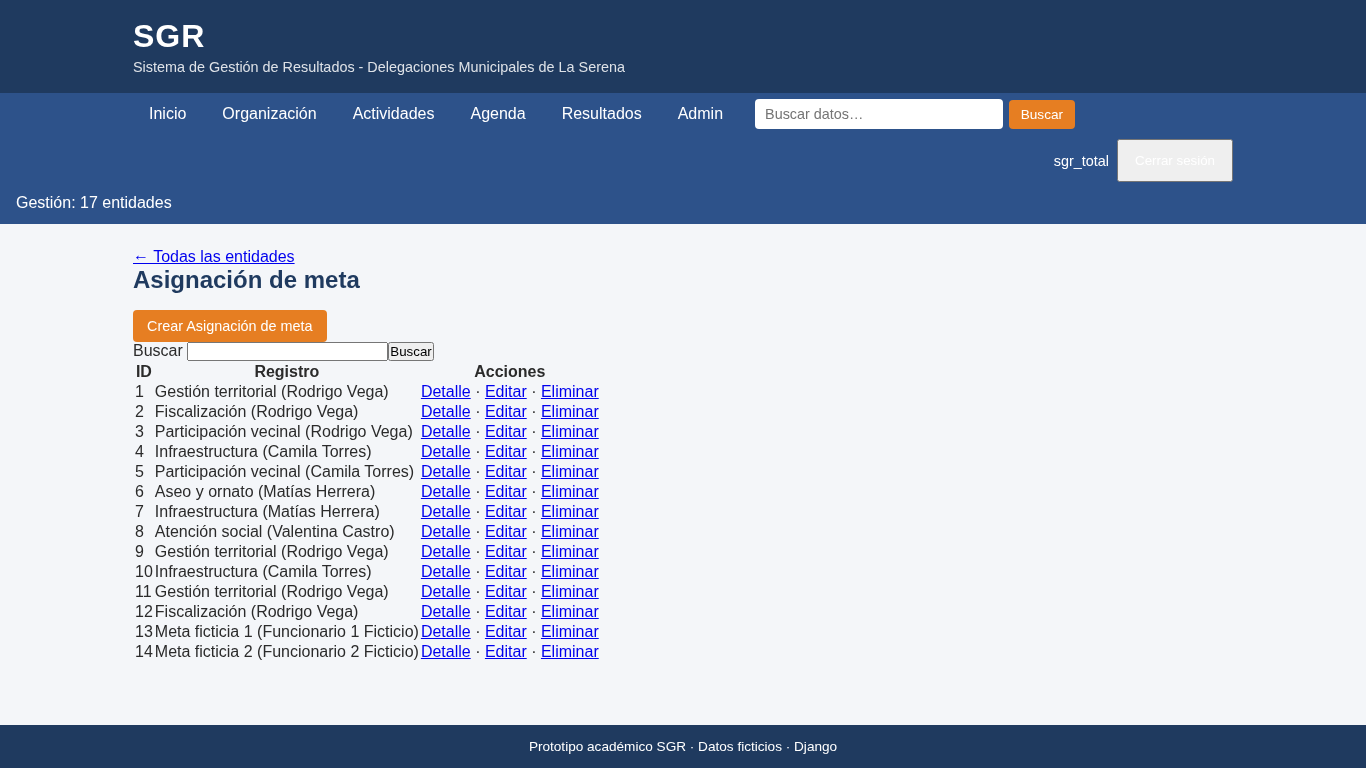 SGR
Sistema de Gestión de Resultados - Delegaciones Municipales de La Serena
Inicio Organización Actividades Agenda Resultados Admin Buscar datos… Buscar
sgr_total Cerrar sesión
Gestión: 17 entidades
← Todas las entidades
Asignación de meta
Crear Asignación de meta
Buscar Buscar
ID Registro Acciones
1 Gestión territorial (Rodrigo Vega) Detalle · Editar · Eliminar
2 Fiscalización (Rodrigo Vega) Detalle · Editar · Eliminar
3 Participación vecinal (Rodrigo Vega) Detalle · Editar · Eliminar
4 Infraestructura (Camila Torres) Detalle · Editar · Eliminar
5 Participación vecinal (Camila Torres) Detalle · Editar · Eliminar
6 Aseo y ornato (Matías Herrera) Detalle · Editar · Eliminar
7 Infraestructura (Matías Herrera) Detalle · Editar · Eliminar
8 Atención social (Valentina Castro) Detalle · Editar · Eliminar
9 Gestión territorial (Rodrigo Vega) Detalle · Editar · Eliminar
10 Infraestructura (Camila Torres) Detalle · Editar · Eliminar
11 Gestión territorial (Rodrigo Vega) Detalle · Editar · Eliminar
12 Fiscalización (Rodrigo Vega) Detalle · Editar · Eliminar
13 Meta ficticia 1 (Funcionario 1 Ficticio) Detalle · Editar · Eliminar
14 Meta ficticia 2 (Funcionario 2 Ficticio) Detalle · Editar · Eliminar
Prototipo académico SGR · Datos ficticios · Django